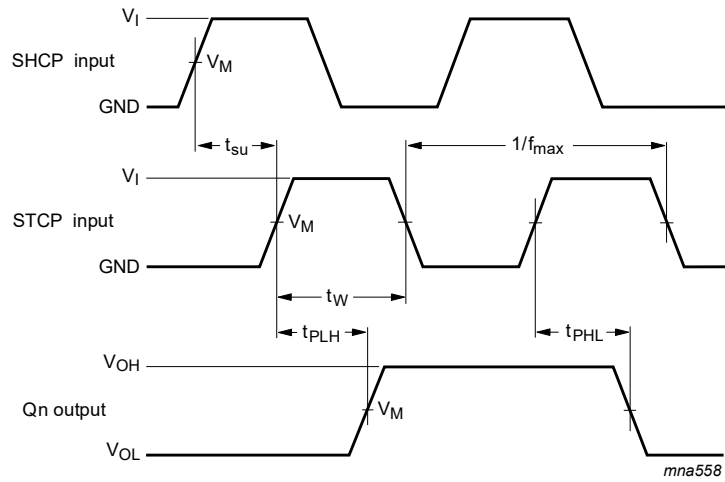 V_I
SHCP input
V_M
GND
t_su
1/f_max
V_I
STCP input
V_M
GND
t_W
t_PLH
t_PHL
V_OH
Qn output
V_M
V_OL
mna558